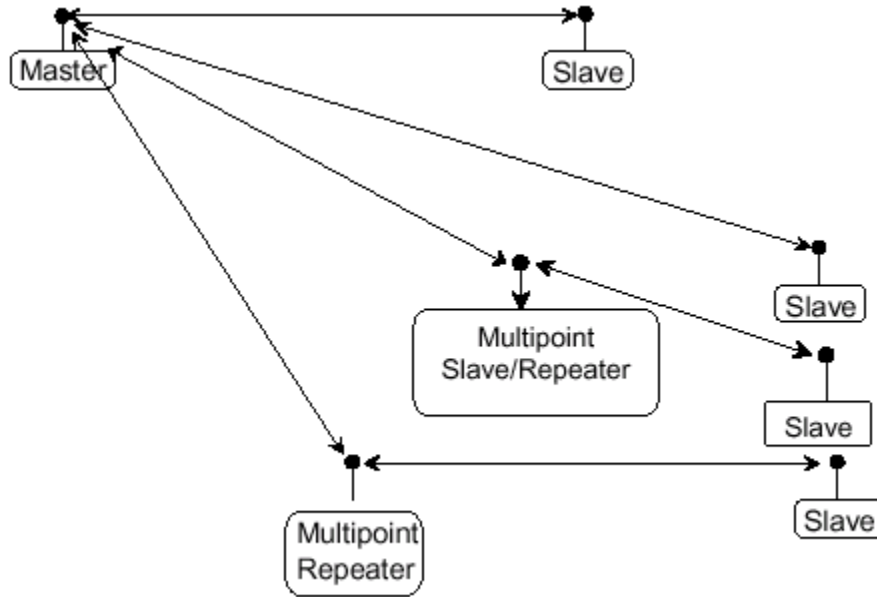 Master
Slave
Slave
Multipoint
Slave/Repeater
Slave
Slave
Multipoint
Repeater